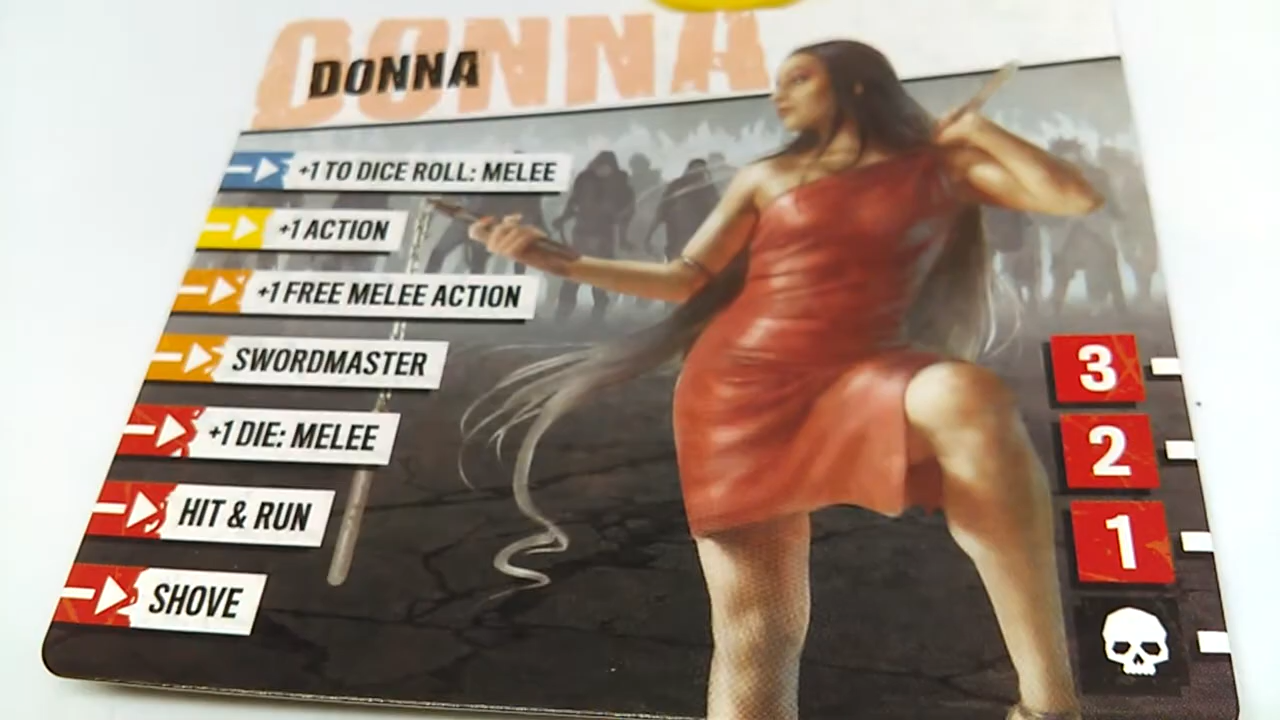 DONNA
DONNA
+1 TO DICE ROLL: MELEE
+1 ACTION
+1 FREE MELEE ACTION
SWORDMASTER
+1 DIE: MELEE
HIT & RUN
SHOVE
3
2
1